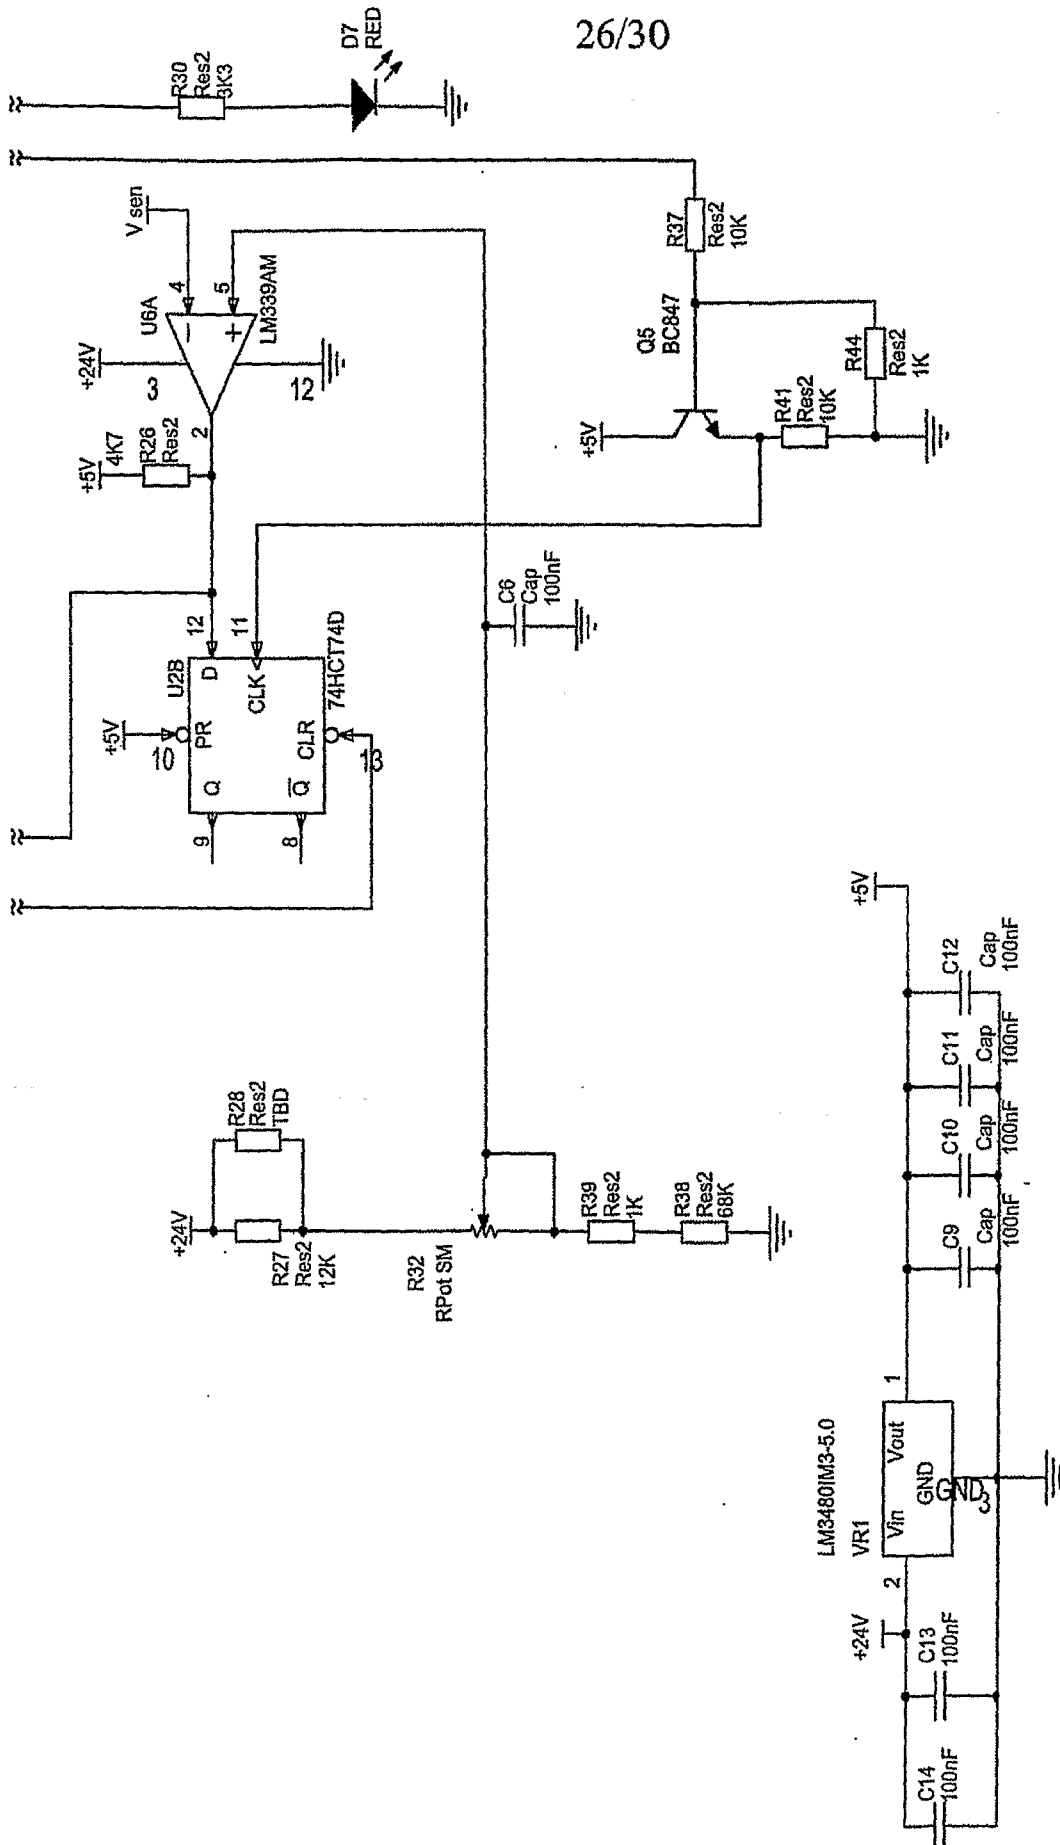 26/30
R30
Res2
3K3
D7
RED
V sen
+24V
3
U6A
4
5
−
+
LM339AM
12
2
+5V
4K7
R26
Res2
R37
Res2
10K
Q5
BC847
+5V
R41
Res2
10K
R44
Res2
1K
C6
Cap
100nF
+5V
10
U2B
12
11
D
PR
CLK
CLR
Q
Q
74HCT74D
13
9
8
+24V
R28
Res2
TBD
R27
Res2
12K
R32
RPot SM
R39
Res2
1K
R38
Res2
68K
+5V
C12
Cap
100nF
C11
Cap
100nF
C10
Cap
100nF
C9
Cap
100nF
LM3480IM3-5.0
VR1
1
Vin
Vout
GND
GND
3
2
+24V
C13
100nF
C14
100nF